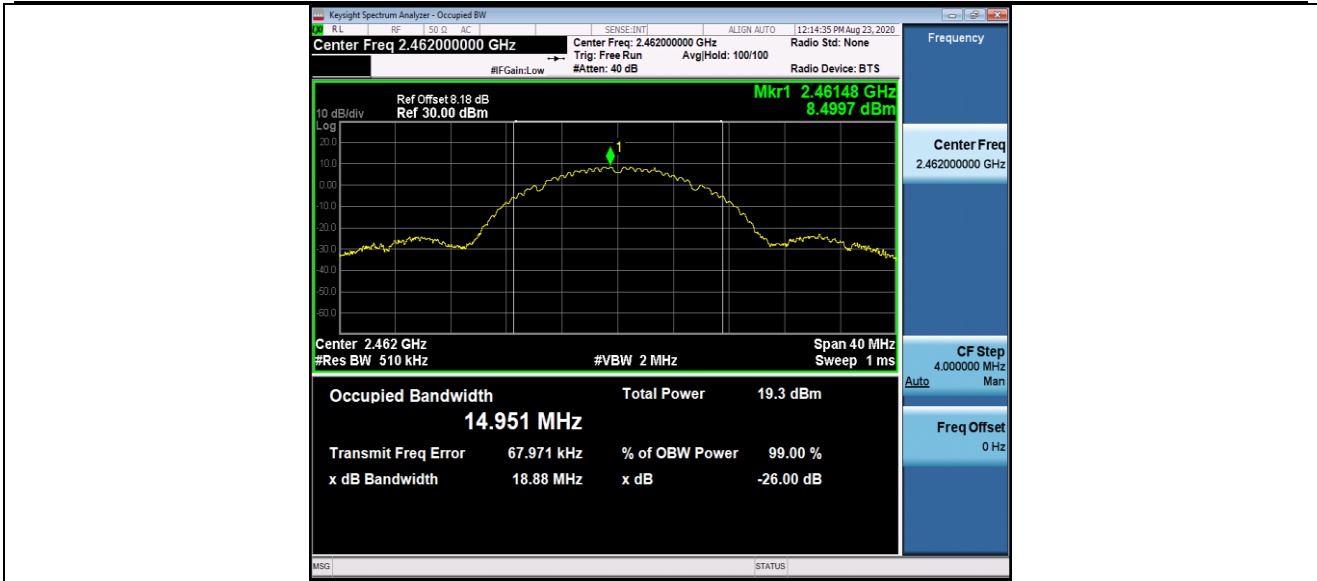 Keysight Spectrum Analyzer - Occupied BW
RL RF 50 Ω AC SENSE:INT ALIGN AUTO 12:14:35 PM Aug 23, 2020
Center Freq 2.462000000 GHz
Center Freq: 2.462000000 GHz Radio Std: None
Trig: Free Run Avg|Hold: 100/100
#IFGain:Low #Atten: 40 dB Radio Device: BTS
Mkr1 2.46148 GHz
8.4997 dBm
Ref Offset 8.18 dB
10 dB/div Ref 30.00 dBm
Log
1
20.0
10.0
0.00
-10.0
-20.0
-30.0
-40.0
-50.0
-60.0
Center 2.462 GHz Span 40 MHz
#Res BW 510 kHz #VBW 2 MHz Sweep 1 ms
Occupied Bandwidth Total Power 19.3 dBm
14.951 MHz
Transmit Freq Error 67.971 kHz % of OBW Power 99.00 %
x dB Bandwidth 18.88 MHz x dB -26.00 dB
MSG STATUS
Frequency
Center Freq
2.462000000 GHz
CF Step
4.000000 MHz
Auto Man
Freq Offset
0 Hz